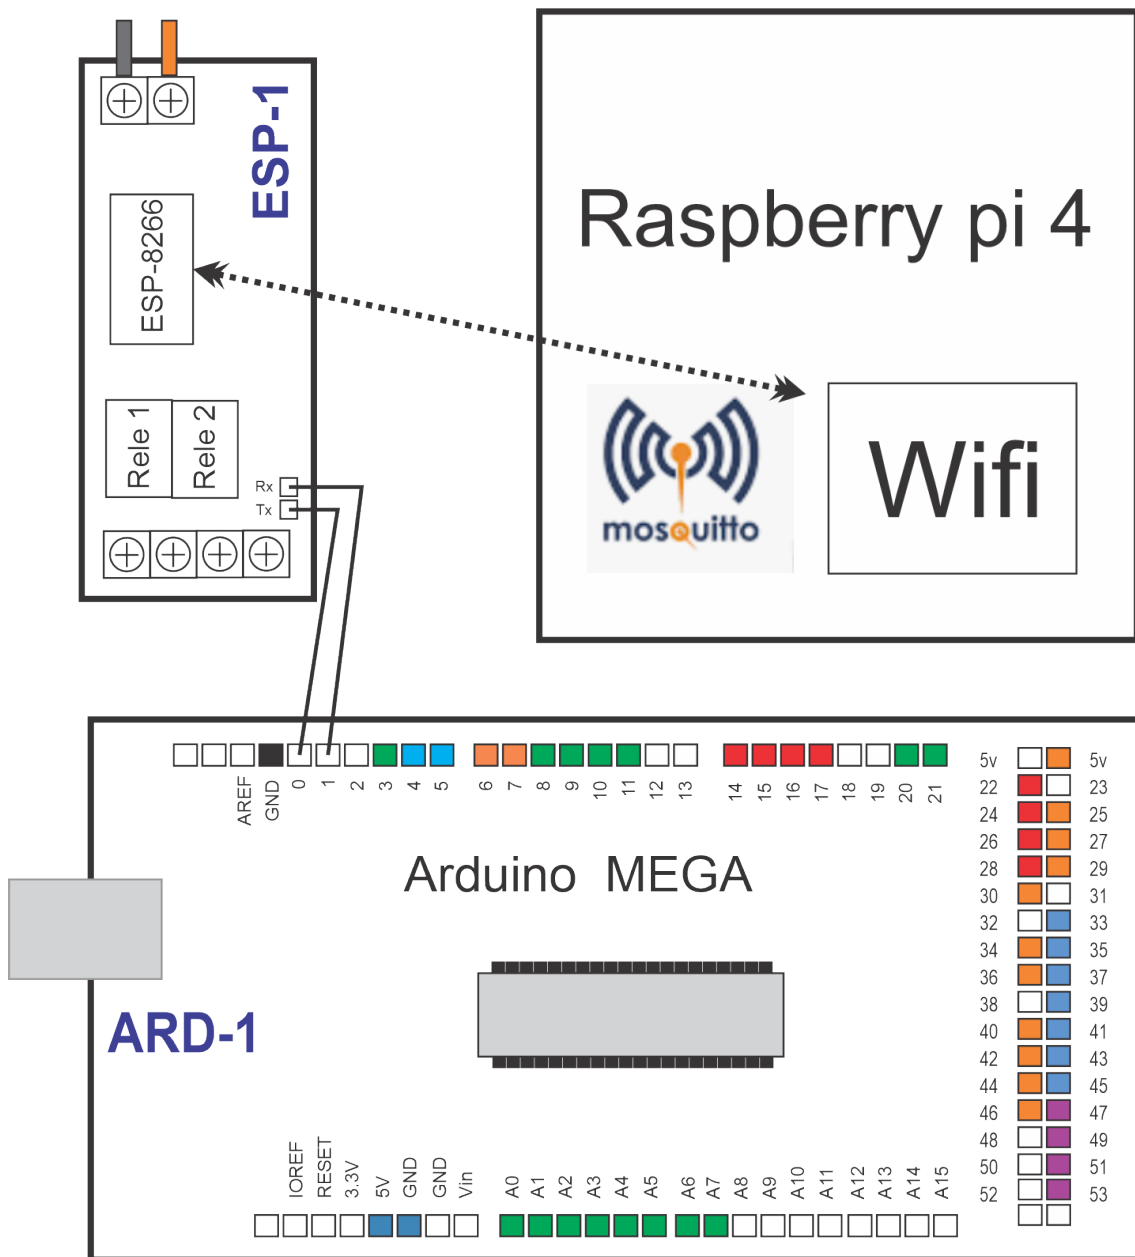 ESP-1
ESP-8266
Rele 1
Rele 2
Rx
Tx
Raspberry pi 4
mosquitto
Wifi
AREF
GND
0
1
2
3
4
5
6
7
8
9
10
11
12
13
14
15
16
17
18
19
20
21
Arduino MEGA
ARD-1
5v 5v
22 23
24 25
26 27
28 29
30 31
32 33
34 35
36 37
38 39
40 41
42 43
44 45
46 47
48 49
50 51
52 53
IOREF
RESET
3.3V
5V
GND
GND
Vin
A0
A1
A2
A3
A4
A5
A6
A7
A8
A9
A10
A11
A12
A13
A14
A15